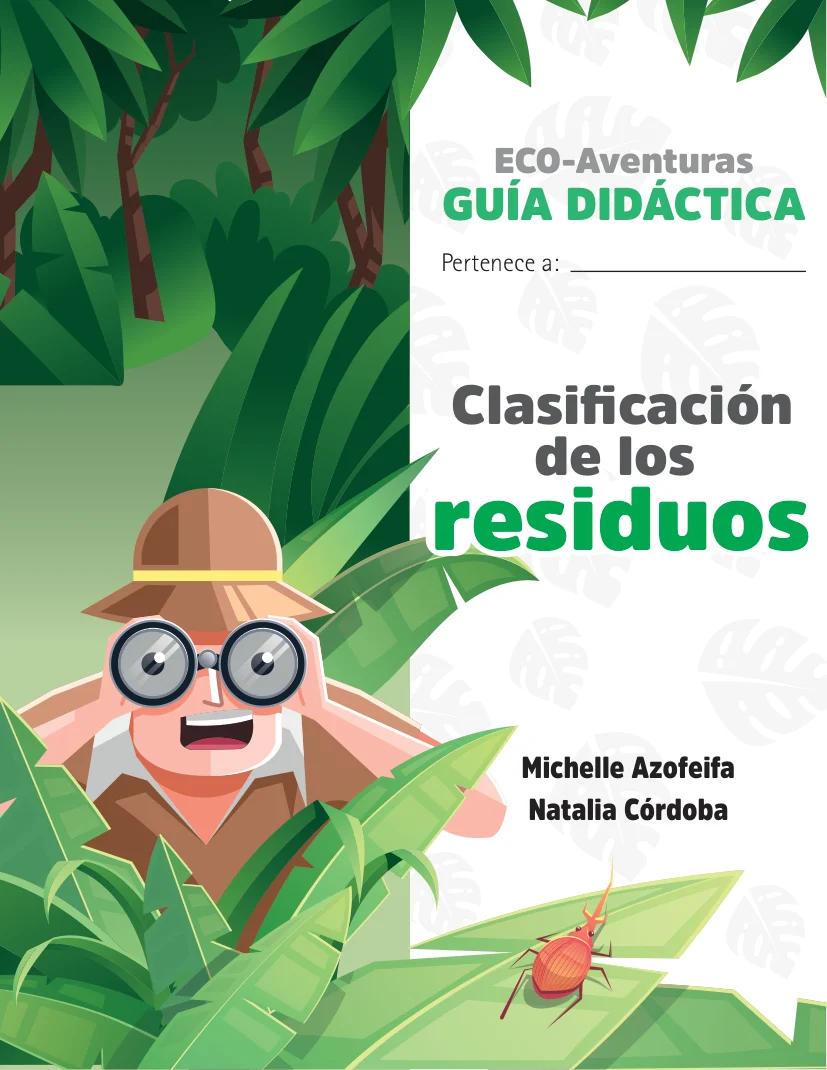 ECO-Aventuras
GUÍA DIDÁCTICA
Pertenece a:
Clasificación
de los
residuos
Michelle Azofeifa
Natalia Córdoba